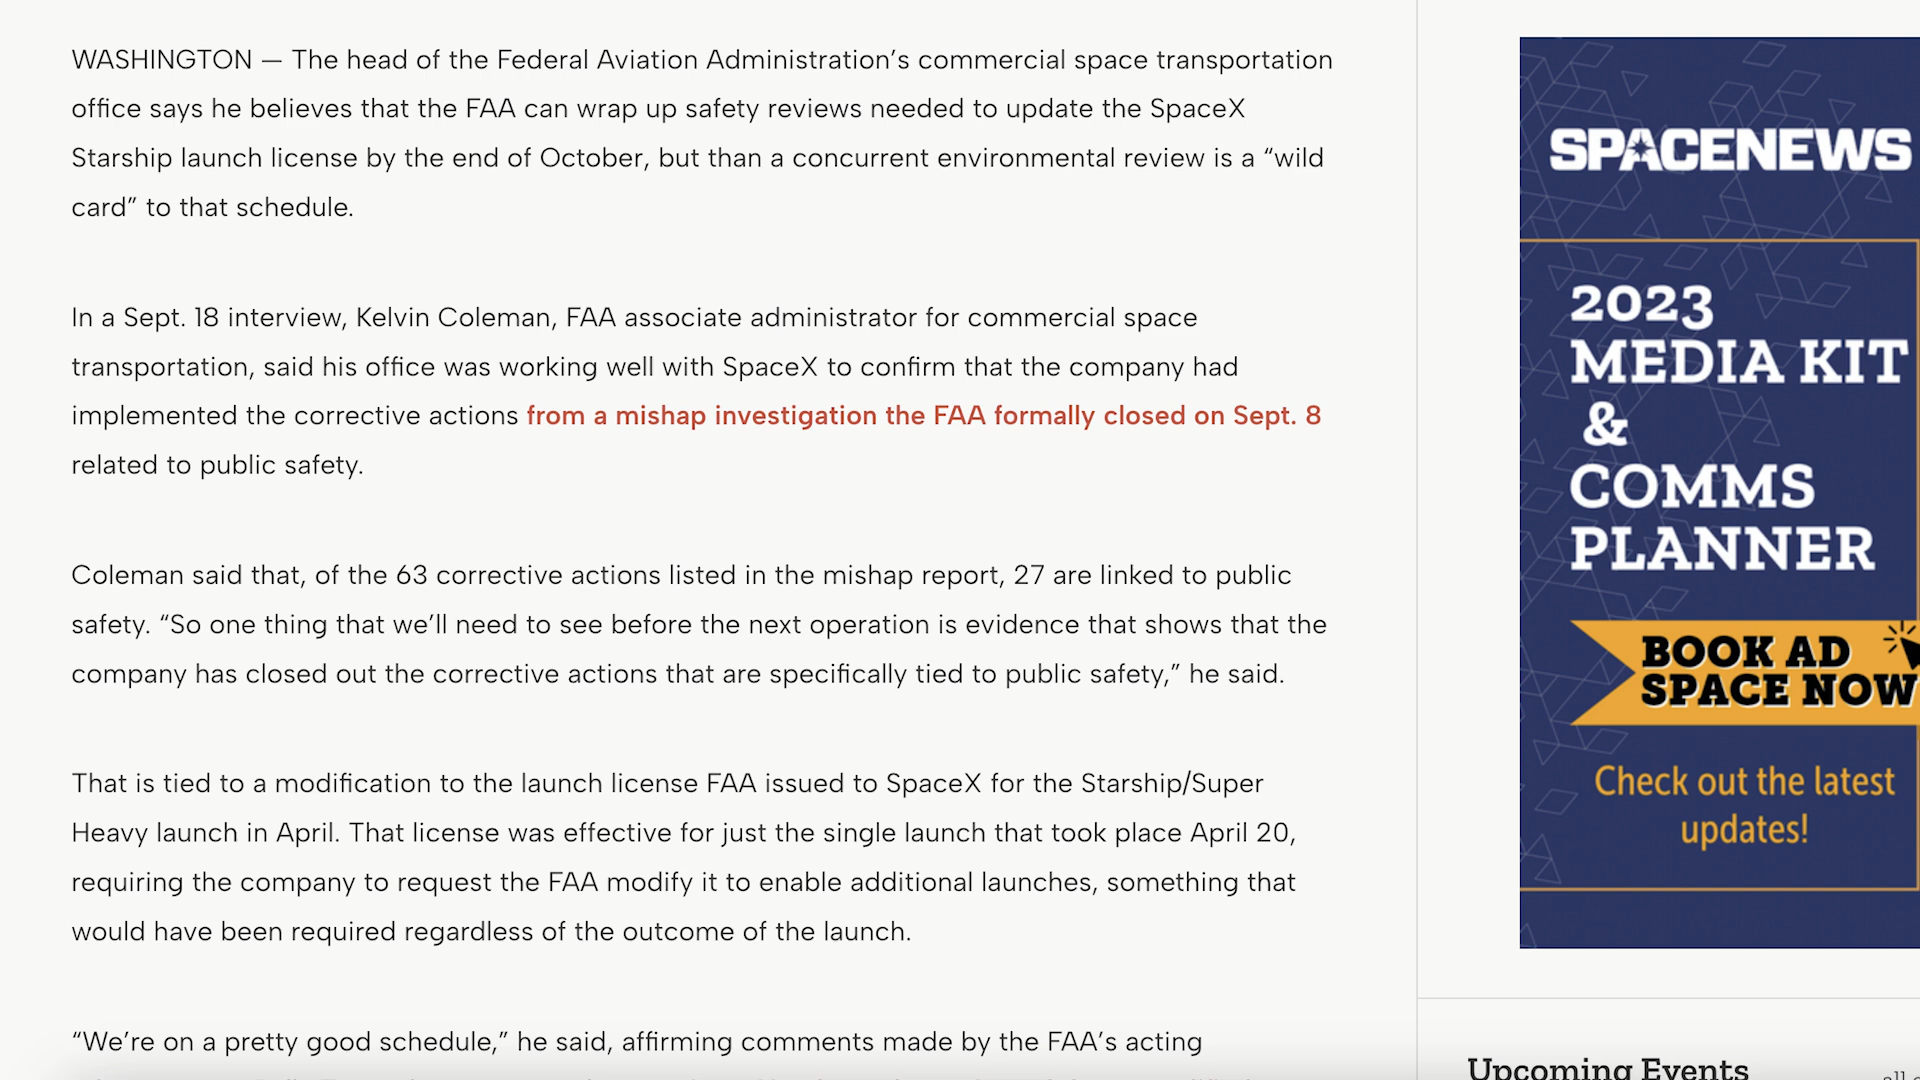 WASHINGTON — The head of the Federal Aviation Administration’s commercial space transportation
office says he believes that the FAA can wrap up safety reviews needed to update the SpaceX
Starship launch license by the end of October, but than a concurrent environmental review is a “wild
card” to that schedule.
In a Sept. 18 interview, Kelvin Coleman, FAA associate administrator for commercial space
transportation, said his office was working well with SpaceX to confirm that the company had
implemented the corrective actions from a mishap investigation the FAA formally closed on Sept. 8
related to public safety.
Coleman said that, of the 63 corrective actions listed in the mishap report, 27 are linked to public
safety. “So one thing that we’ll need to see before the next operation is evidence that shows that the
company has closed out the corrective actions that are specifically tied to public safety,” he said.
That is tied to a modification to the launch license FAA issued to SpaceX for the Starship/Super
Heavy launch in April. That license was effective for just the single launch that took place April 20,
requiring the company to request the FAA modify it to enable additional launches, something that
would have been required regardless of the outcome of the launch.
“We’re on a pretty good schedule,” he said, affirming comments made by the FAA’s acting
SPACENEWS
2023
MEDIA KIT
&
COMMS
PLANNER
BOOK AD
SPACE NOW
Check out the latest
updates!
Upcoming Events